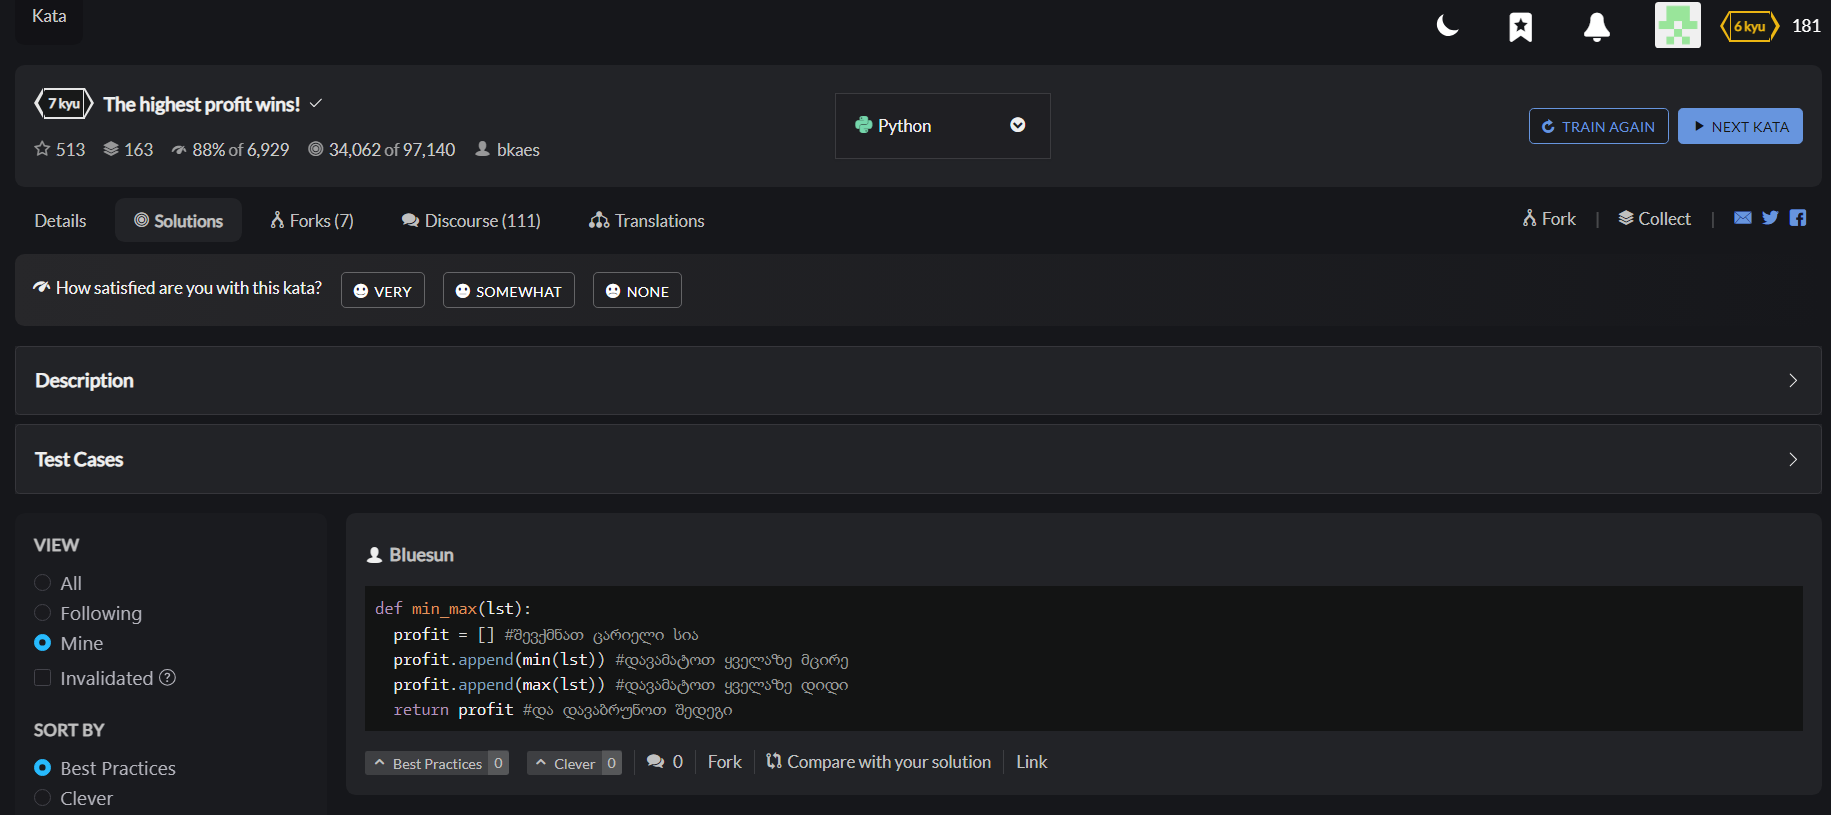 Kata
6 kyu 181
7 kyu The highest profit wins!
513 163 88% of 6,929 34,062 of 97,140 bkaes
Python
TRAIN AGAIN NEXT KATA
Details Solutions Forks (7) Discourse (111) Translations
Fork | Collect |
How satisfied are you with this kata? VERY SOMEWHAT NONE
Description
Test Cases
VIEW
All
Following
Mine
Invalidated
SORT BY
Best Practices
Clever
Bluesun
def min_max(lst):
profit = [] #შევქმნათ ცარიელი სია
profit.append(min(lst)) #დავამატოთ ყველაზე მცირე
profit.append(max(lst)) #დავამატოთ ყველაზე დიდი
return profit #და დავაბრუნოთ შედეგი
Best Practices 0 Clever 0 0 Fork Compare with your solution Link